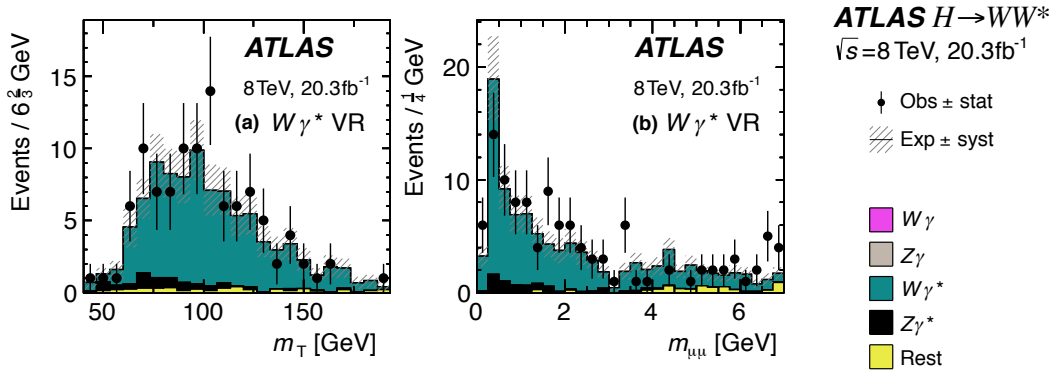 ATLAS
8 TeV, 20.3fb⁻¹
(a) Wγ* VR
Events / 6⅔ GeV
0
5
10
15
50
100
150
m_T [GeV]
ATLAS
8 TeV, 20.3fb⁻¹
(b) Wγ* VR
Events / ¼ GeV
0
10
20
0
2
4
6
m_μμ [GeV]
ATLAS H→WW*
√s=8 TeV, 20.3fb⁻¹
Obs ± stat
Exp ± syst
Wγ
Zγ
Wγ*
Zγ*
Rest